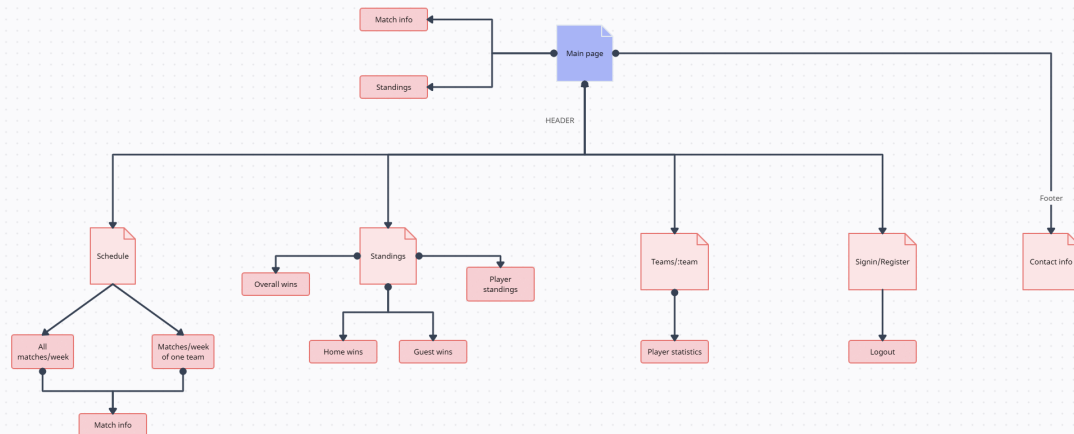 Match info
Main page
Standings
HEADER
Footer
Schedule
Standings
Teams/:team
Signin/Register
Contact info
Overall wins
Player
standings
All
matches/week
Matches/week
of one team
Home wins
Guest wins
Player statistics
Logout
Match info